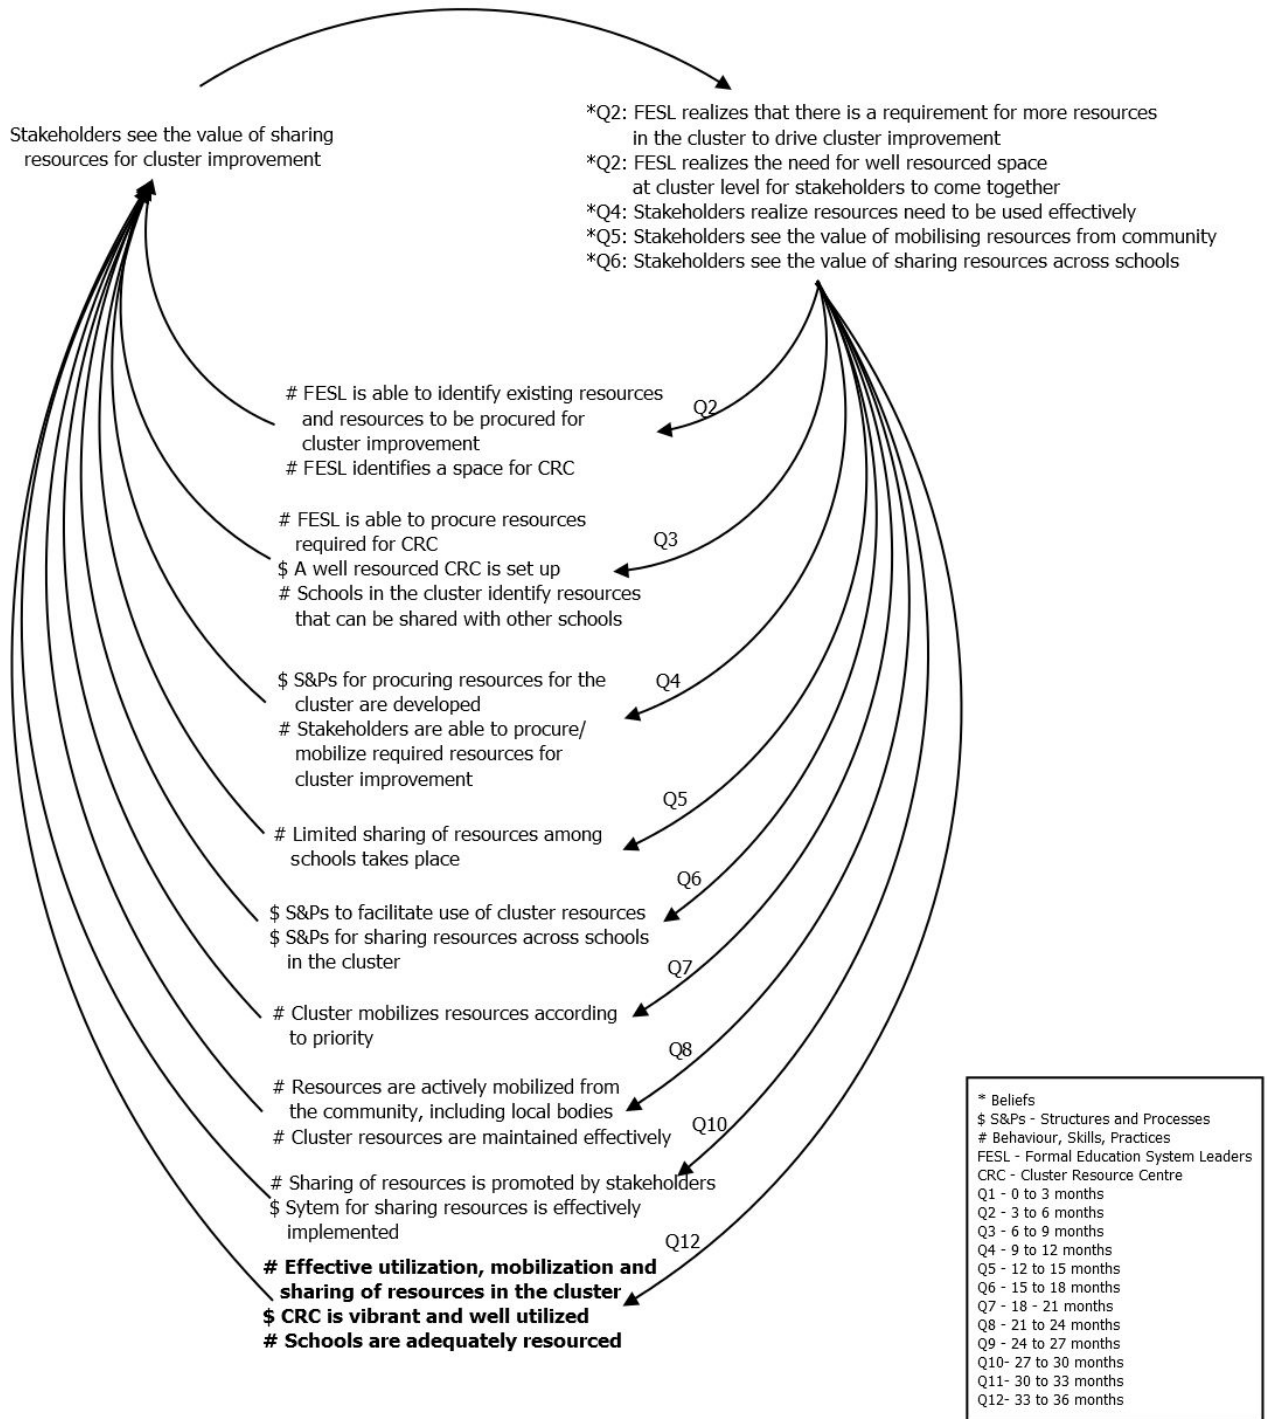 Stakeholders see the value of sharing
resources for cluster improvement
*Q2: FESL realizes that there is a requirement for more resources
in the cluster to drive cluster improvement
*Q2: FESL realizes the need for well resourced space
at cluster level for stakeholders to come together
*Q4: Stakeholders realize resources need to be used effectively
*Q5: Stakeholders see the value of mobilising resources from community
*Q6: Stakeholders see the value of sharing resources across schools
# FESL is able to identify existing resources
and resources to be procured for
cluster improvement
# FESL identifies a space for CRC
Q2
# FESL is able to procure resources
required for CRC
$ A well resourced CRC is set up
# Schools in the cluster identify resources
that can be shared with other schools
Q3
$ S&Ps for procuring resources for the
cluster are developed
# Stakeholders are able to procure/
mobilize required resources for
cluster improvement
Q4
# Limited sharing of resources among
schools takes place
Q5
$ S&Ps to facilitate use of cluster resources
$ S&Ps for sharing resources across schools
in the cluster
Q6
# Cluster mobilizes resources according
to priority
Q7
# Resources are actively mobilized from
the community, including local bodies
# Cluster resources are maintained effectively
Q8
# Sharing of resources is promoted by stakeholders
$ Sytem for sharing resources is effectively
implemented
Q10
# Effective utilization, mobilization and
sharing of resources in the cluster
$ CRC is vibrant and well utilized
# Schools are adequately resourced
Q12
* Beliefs
$ S&Ps - Structures and Processes
# Behaviour, Skills, Practices
FESL - Formal Education System Leaders
CRC - Cluster Resource Centre
Q1 - 0 to 3 months
Q2 - 3 to 6 months
Q3 - 6 to 9 months
Q4 - 9 to 12 months
Q5 - 12 to 15 months
Q6 - 15 to 18 months
Q7 - 18 - 21 months
Q8 - 21 to 24 months
Q9 - 24 to 27 months
Q10- 27 to 30 months
Q11- 30 to 33 months
Q12- 33 to 36 months